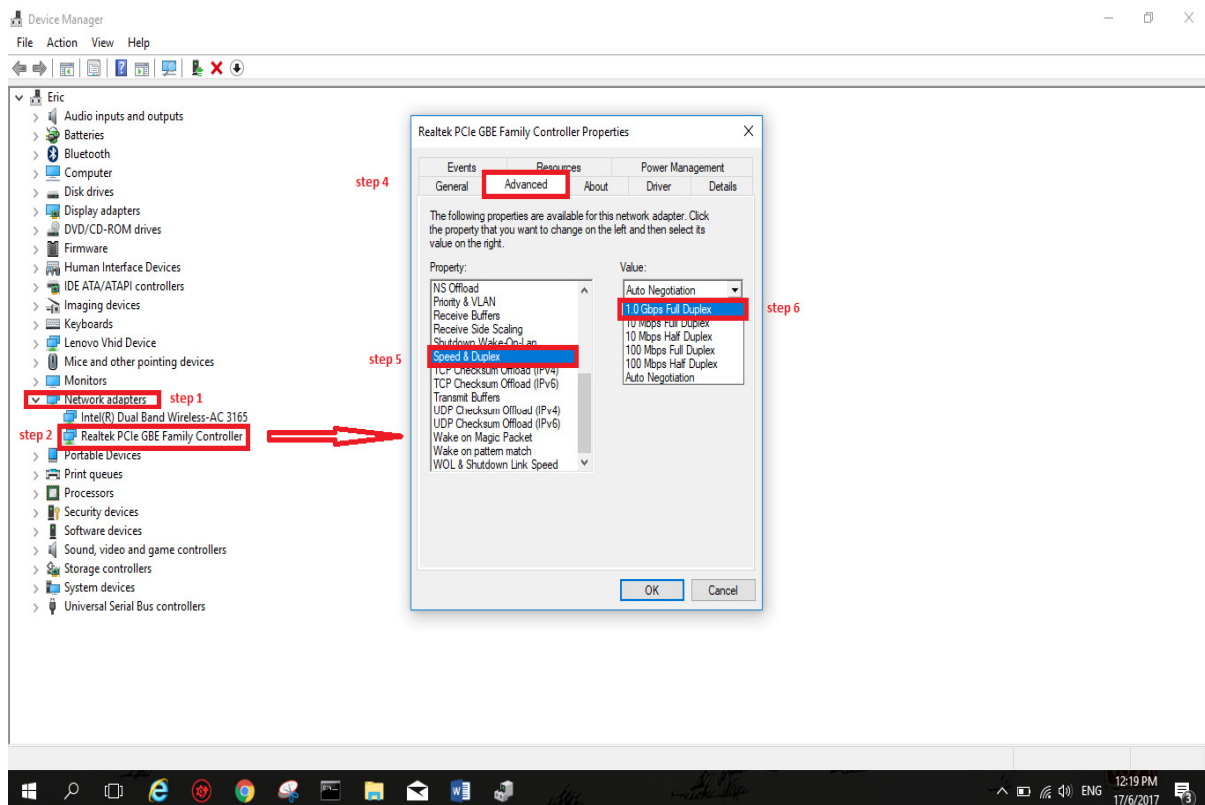 Device Manager
File Action View Help
Eric
Audio inputs and outputs
Batteries
Bluetooth
Computer
Disk drives
Display adapters
DVD/CD-ROM drives
Firmware
Human Interface Devices
IDE ATA/ATAPI controllers
Imaging devices
Keyboards
Lenovo Vhid Device
Mice and other pointing devices
Monitors
Network adapters step 1
Intel(R) Dual Band Wireless-AC 3165
step 2 Realtek PCIe GBE Family Controller
Portable Devices
Print queues
Processors
Security devices
Software devices
Sound, video and game controllers
Storage controllers
System devices
Universal Serial Bus controllers
Realtek PCIe GBE Family Controller Properties
Events Resources Power Management
step 4 General Advanced About Driver Details
The following properties are available for this network adapter. Click
the property that you want to change on the left and then select its
value on the right.
Property:
NS Offload
Priority & VLAN
Receive Buffers
Receive Side Scaling
Shutdown Wake-On-Lan
step 5 Speed & Duplex
TCP Checksum Offload (IPv4)
TCP Checksum Offload (IPv6)
Transmit Buffers
UDP Checksum Offload (IPv4)
UDP Checksum Offload (IPv6)
Wake on Magic Packet
Wake on pattern match
WOL & Shutdown Link Speed
Value:
Auto Negotiation
1.0 Gbps Full Duplex step 6
10 Mbps Full Duplex
10 Mbps Half Duplex
100 Mbps Full Duplex
100 Mbps Half Duplex
Auto Negotiation
OK Cancel
ENG
12:19 PM
17/6/2017
3